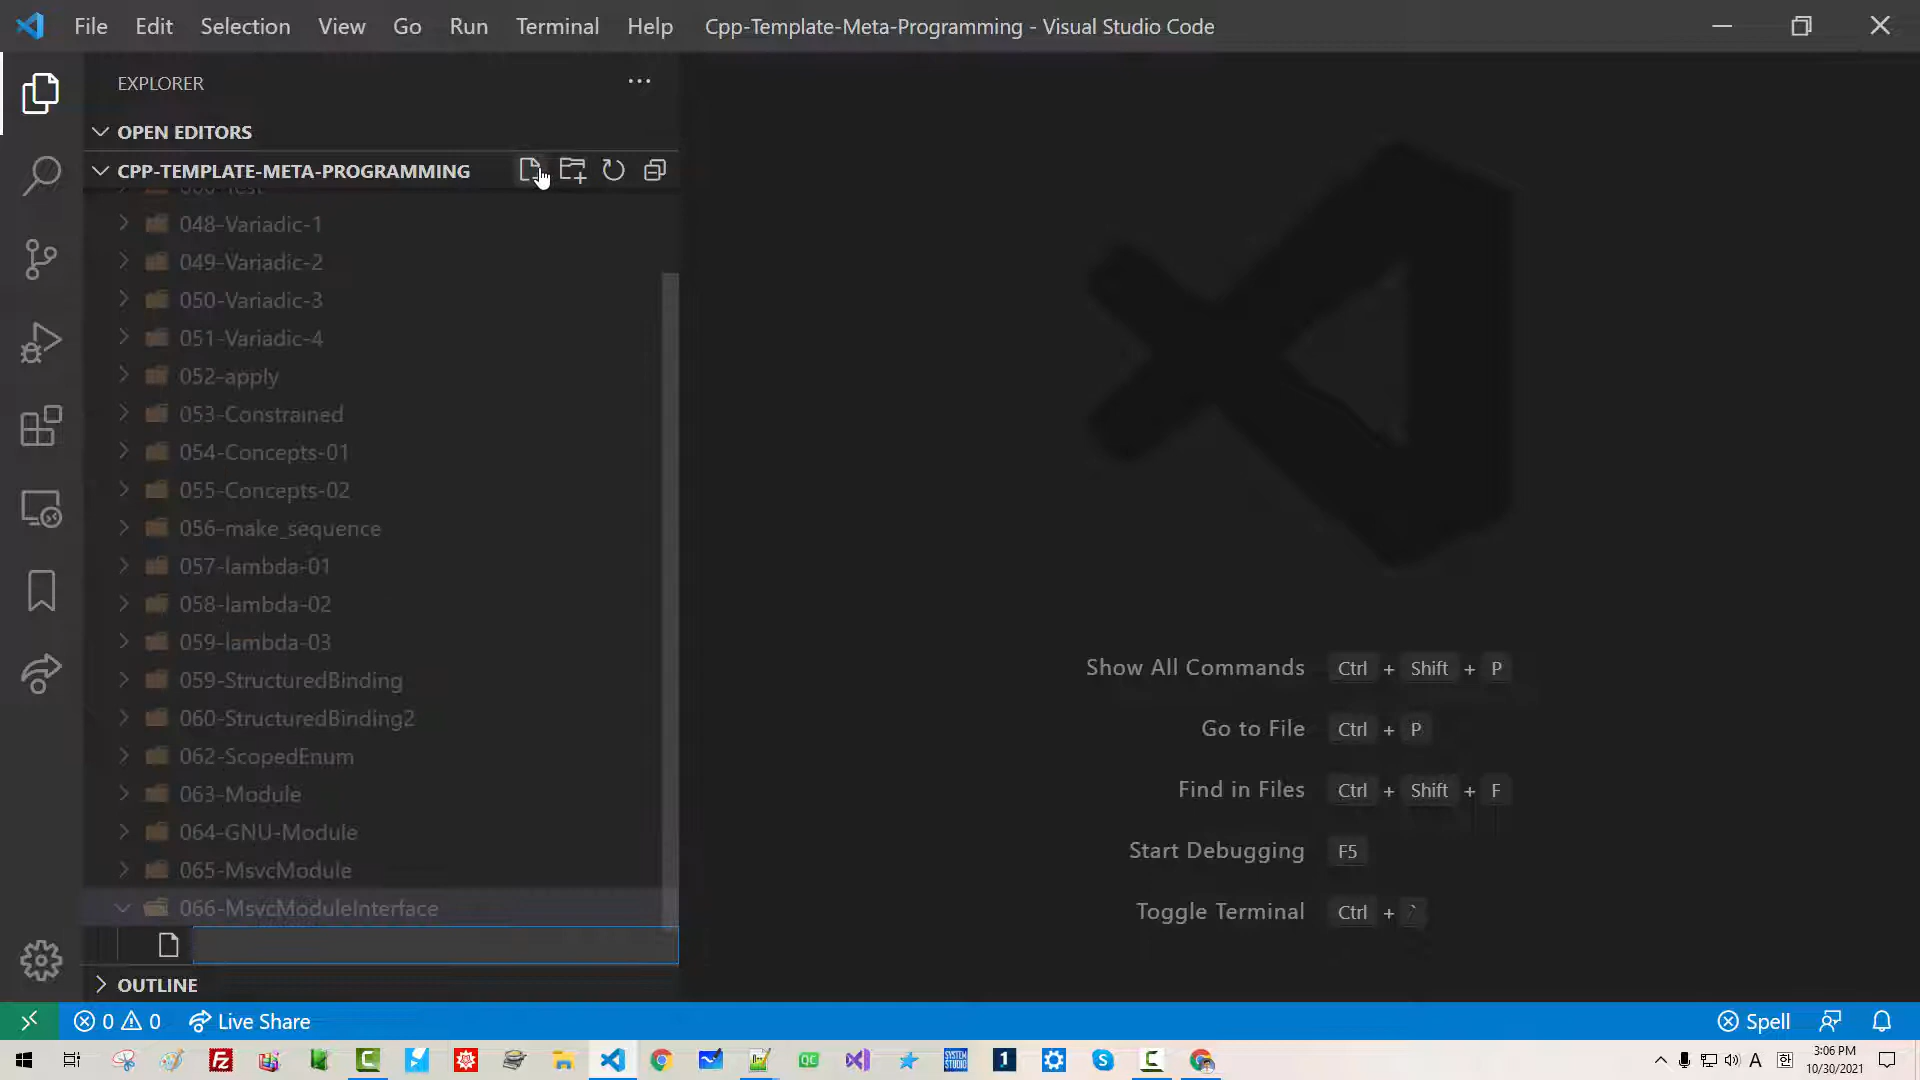 File Edit Selection View Go Run Terminal Help Cpp-Template-Meta-Programming - Visual Studio Code
EXPLORER
OPEN EDITORS
CPP-TEMPLATE-META-PROGRAMMING
048-Variadic-1
049-Variadic-2
050-Variadic-3
051-Variadic-4
052-apply
053-Constrained
054-Concepts-01
055-Concepts-02
056-make_sequence
057-lambda-01
058-lambda-02
059-lambda-03
059-StructuredBinding
060-StructuredBinding2
062-ScopedEnum
063-Module
064-GNU-Module
065-MsvcModule
066-MsvcModuleInterface
OUTLINE
Show All Commands Ctrl + Shift + P
Go to File Ctrl + P
Find in Files Ctrl + Shift + F
Start Debugging F5
Toggle Terminal Ctrl + `
0 0 Live Share Spell
A 한 3:06 PM
10/30/2021